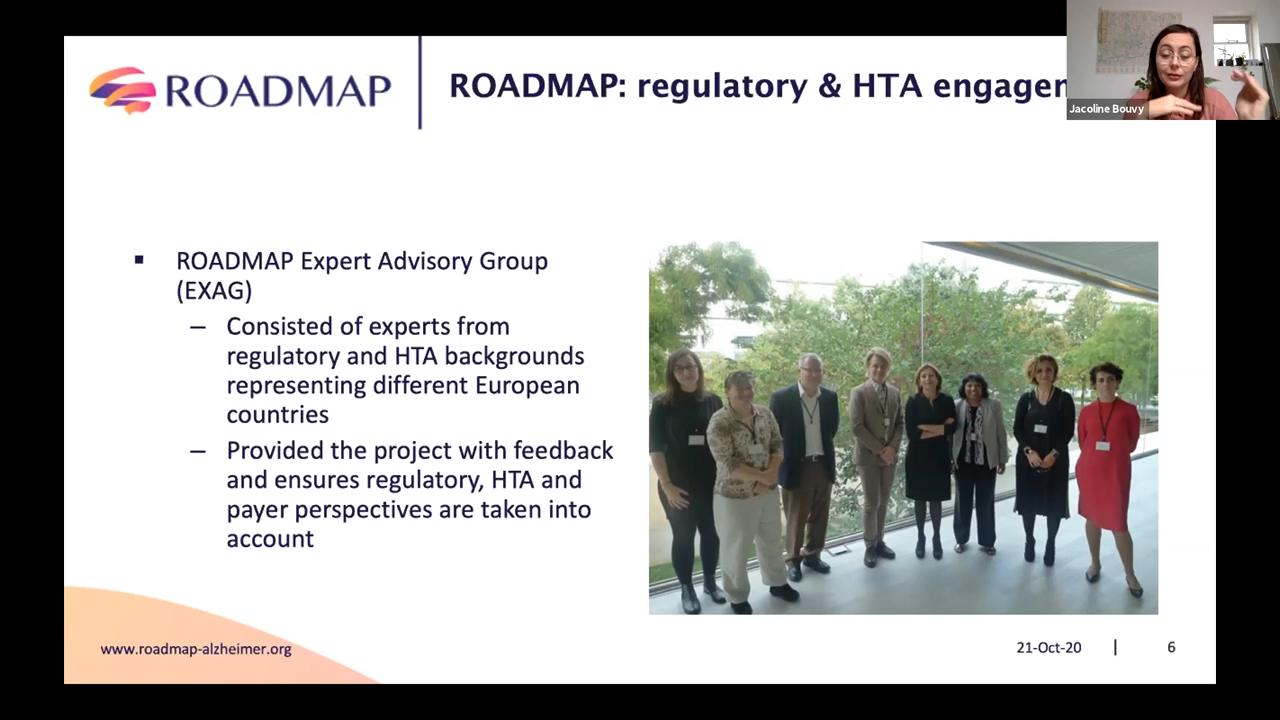 ROADMAP
ROADMAP: regulatory & HTA engagem
Jacoline Bouvy
▪ ROADMAP Expert Advisory Group
(EXAG)
– Consisted of experts from
regulatory and HTA backgrounds
representing different European
countries
– Provided the project with feedback
and ensures regulatory, HTA and
payer perspectives are taken into
account
www.roadmap-alzheimer.org
21-Oct-20 | 6